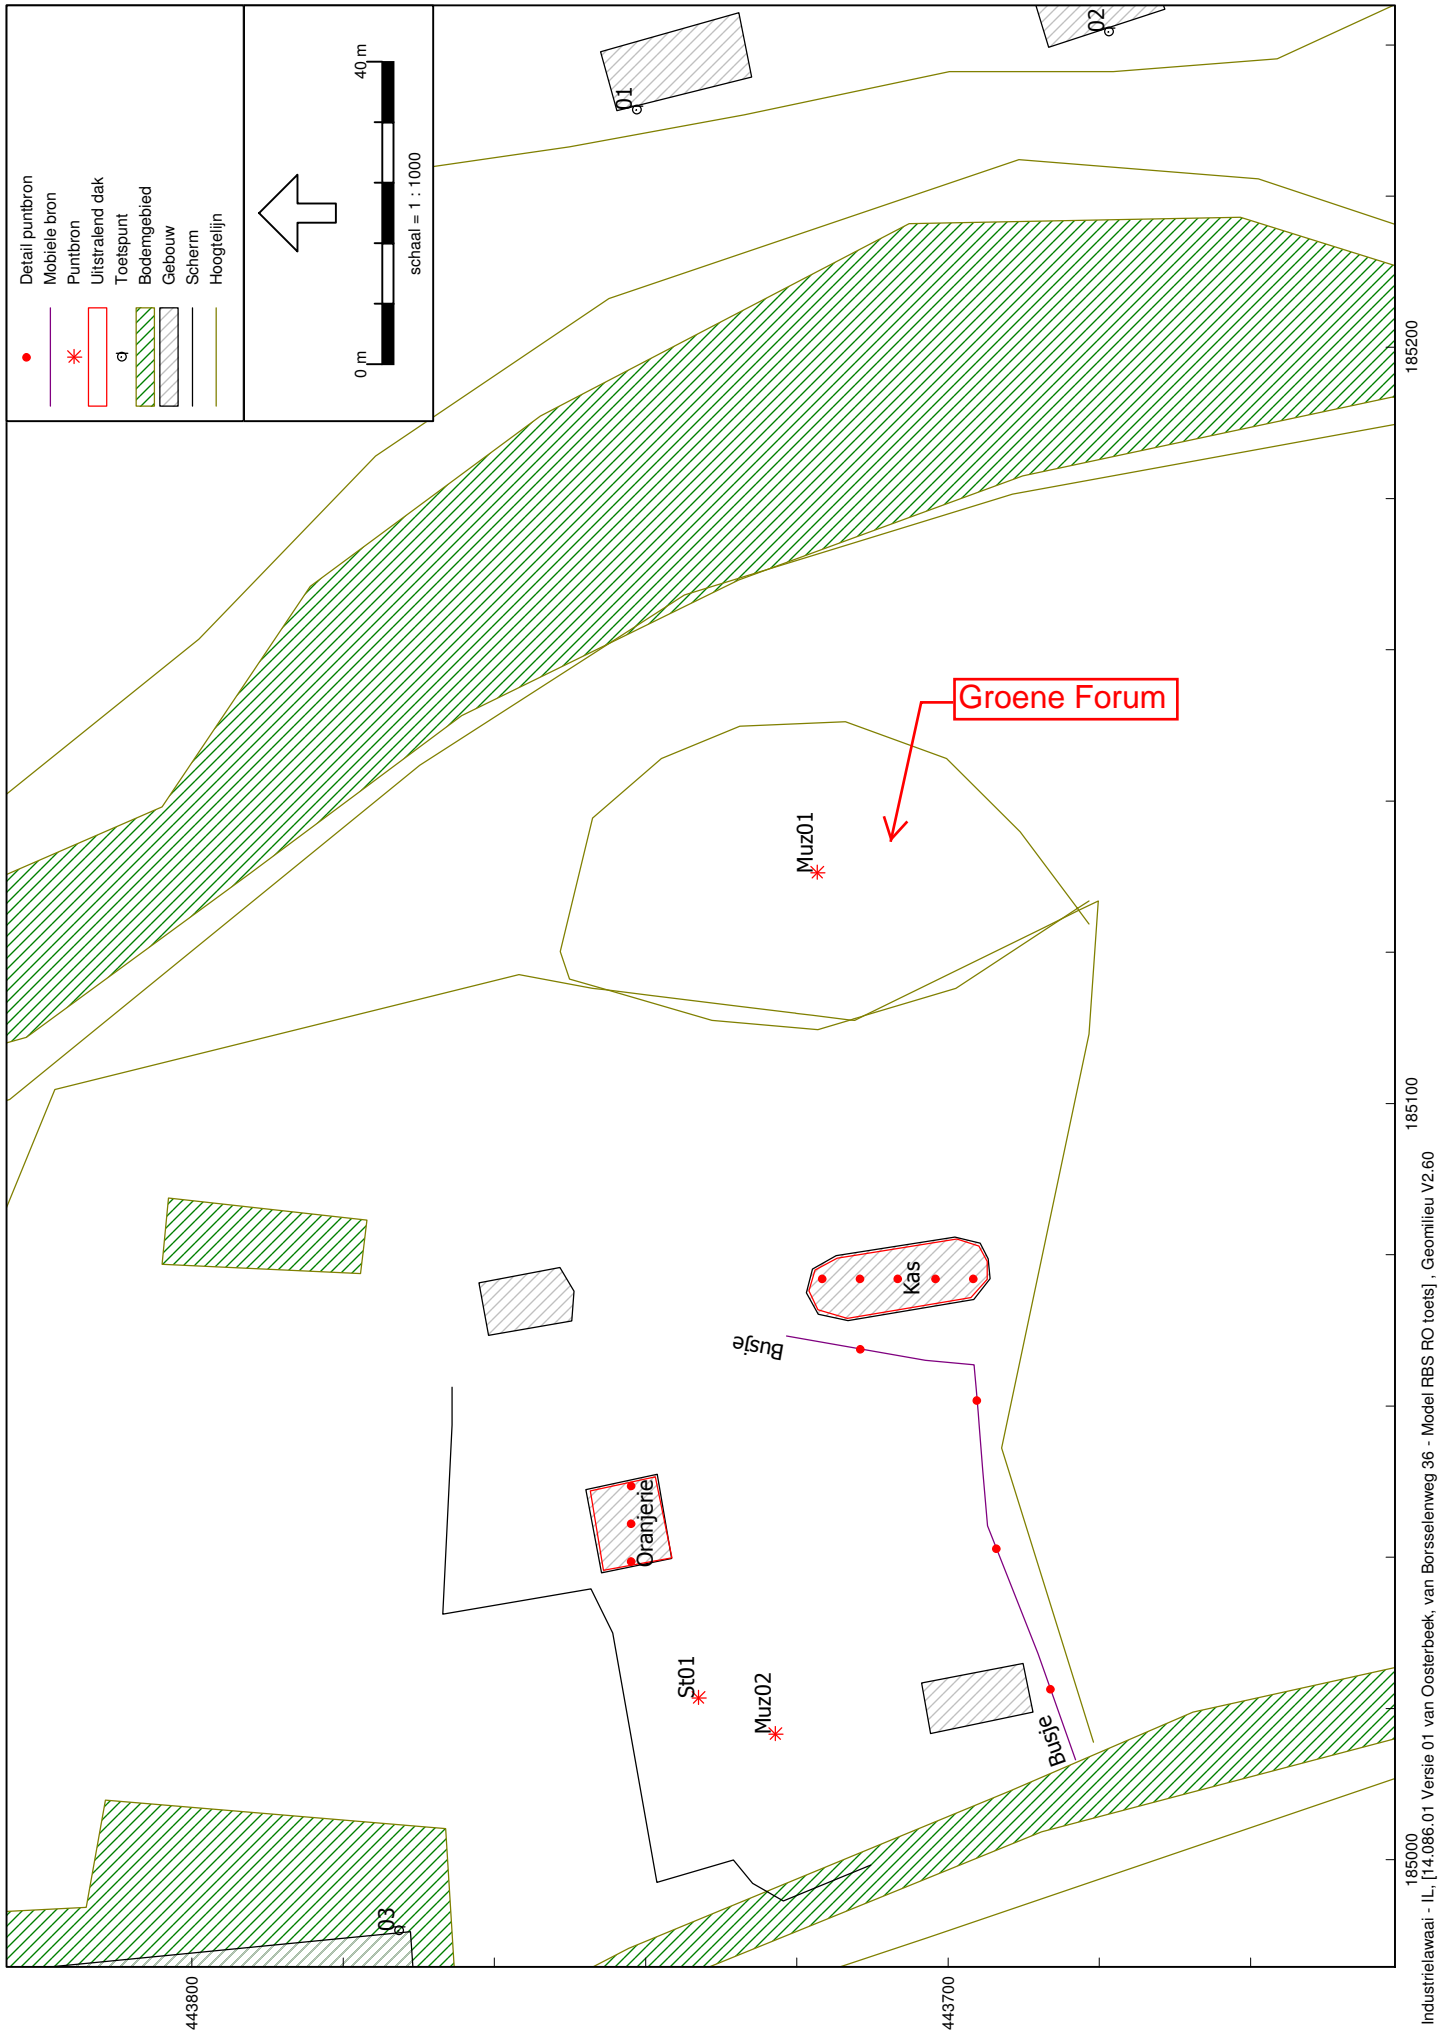 Detail puntbron
Mobiele bron
Puntbron
Uitstralend dak
Toetspunt
Bodemgebied
Gebouw
Scherm
Hoogtelijn
0 m
40 m
schaal = 1 : 1000
01
02
03
Groene Forum
Muz01
Kas
Busje
Oranjerie
St01
Muz02
Busje
443800
443700
185000
185100
185200
Industrielawaai - IL, [14.086.01 Versie 01 van Oosterbeek, van Borsselenweg 36 - Model RBS RO toets] , Geomilieu V2.60